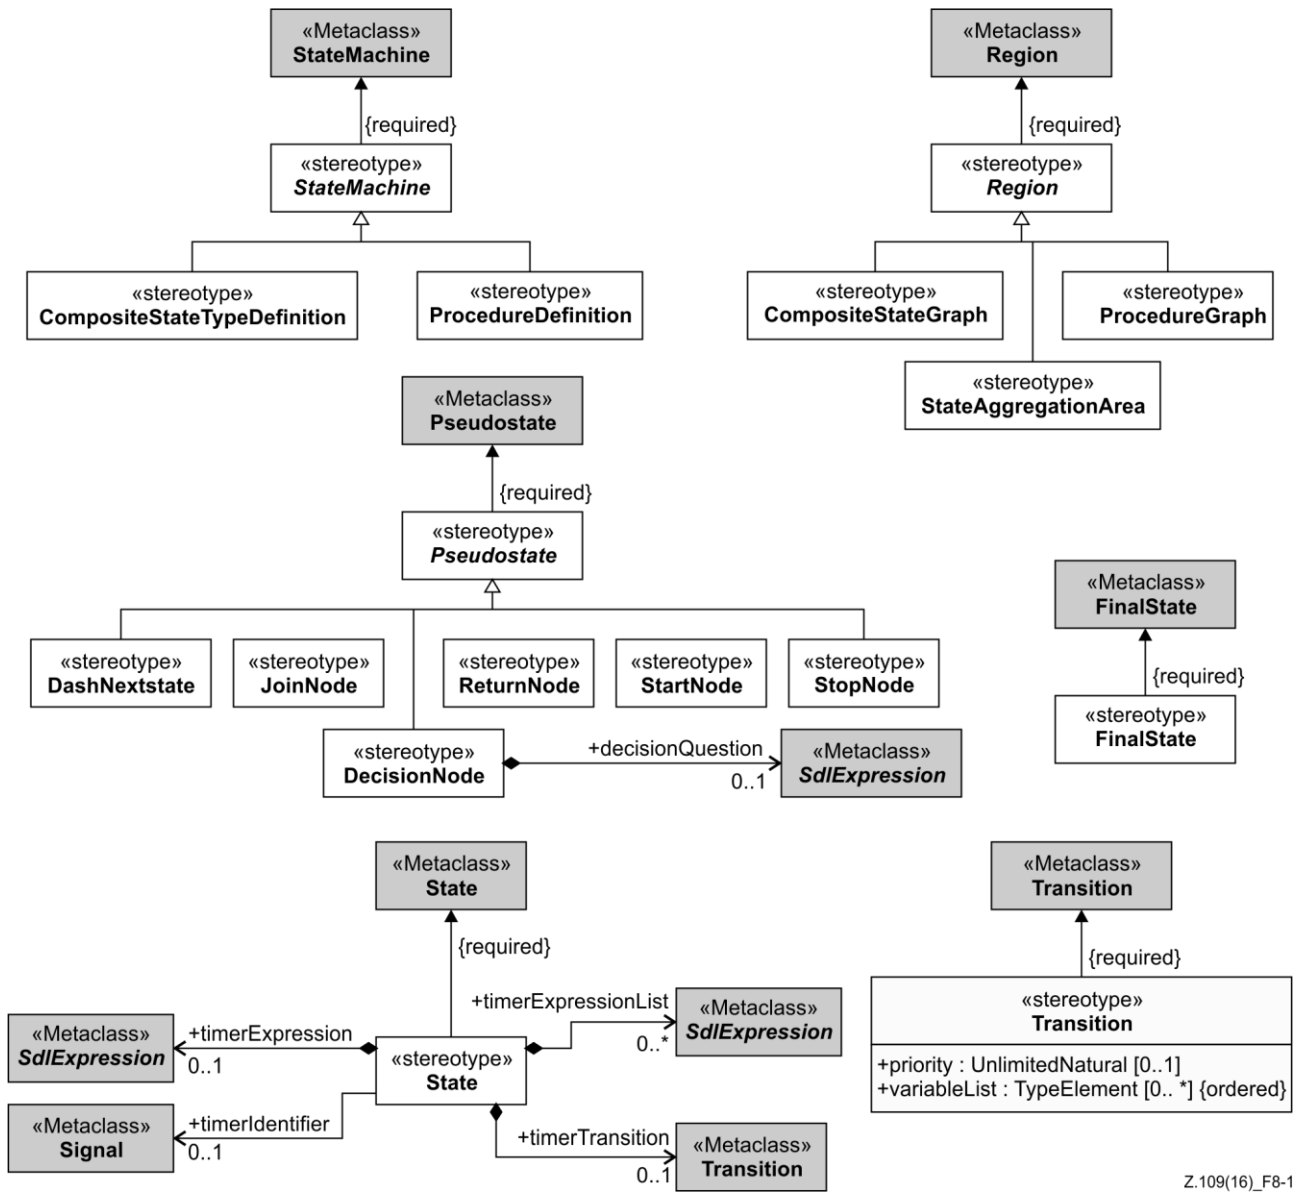 «Metaclass»
StateMachine
{required}
«stereotype»
StateMachine
«stereotype»
CompositeStateTypeDefinition
«stereotype»
ProcedureDefinition
«Metaclass»
Region
{required}
«stereotype»
Region
«stereotype»
CompositeStateGraph
«stereotype»
ProcedureGraph
«stereotype»
StateAggregationArea
«Metaclass»
Pseudostate
{required}
«stereotype»
Pseudostate
«stereotype»
DashNextstate
«stereotype»
JoinNode
«stereotype»
ReturnNode
«stereotype»
StartNode
«stereotype»
StopNode
«stereotype»
DecisionNode
+decisionQuestion
0..1
«Metaclass»
SdlExpression
«Metaclass»
FinalState
{required}
«stereotype»
FinalState
«Metaclass»
State
{required}
«stereotype»
State
+timerExpression
0..1
«Metaclass»
SdlExpression
+timerIdentifier
0..1
«Metaclass»
Signal
+timerExpressionList
0..*
«Metaclass»
SdlExpression
+timerTransition
0..1
«Metaclass»
Transition
«Metaclass»
Transition
{required}
«stereotype»
Transition
+priority : UnlimitedNatural [0..1]
+variableList : TypeElement [0.. *] {ordered}
Z.109(16)_F8-1